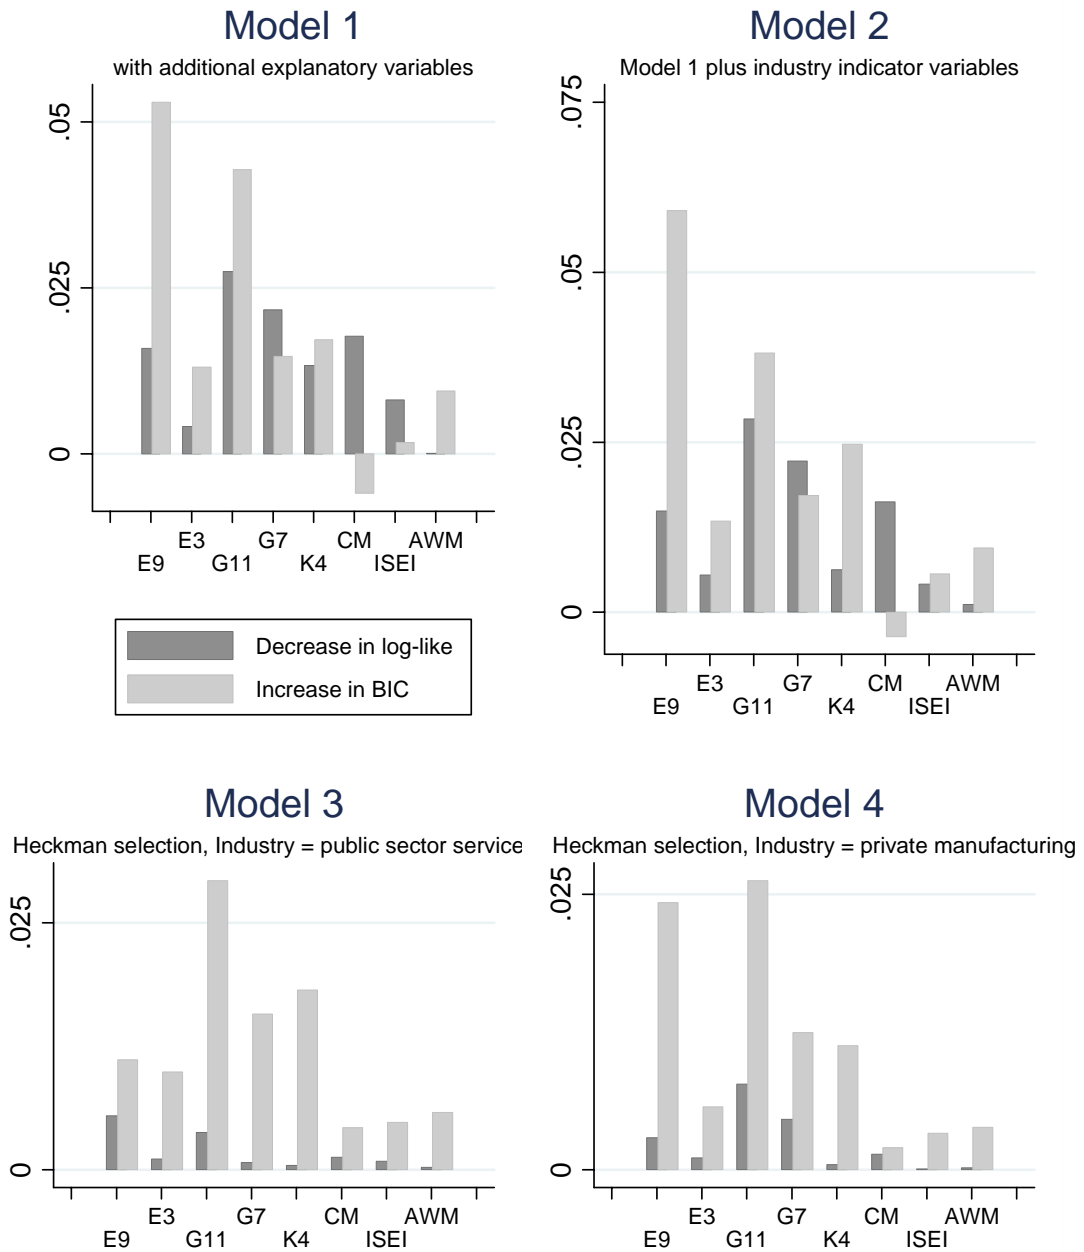 Model 1
with additional explanatory variables
.05
.025
0
E3 G7 CM AWM
E9 G11 K4 ISEI
Decrease in log-like
Increase in BIC
Model 2
Model 1 plus industry indicator variables
.075
.05
.025
0
E3 G7 CM AWM
E9 G11 K4 ISEI
Model 3
Heckman selection, Industry = public sector service
.025
0
E3 G7 CM AWM
E9 G11 K4 ISEI
Model 4
Heckman selection, Industry = private manufacturing
.025
0
E3 G7 CM AWM
E9 G11 K4 ISEI